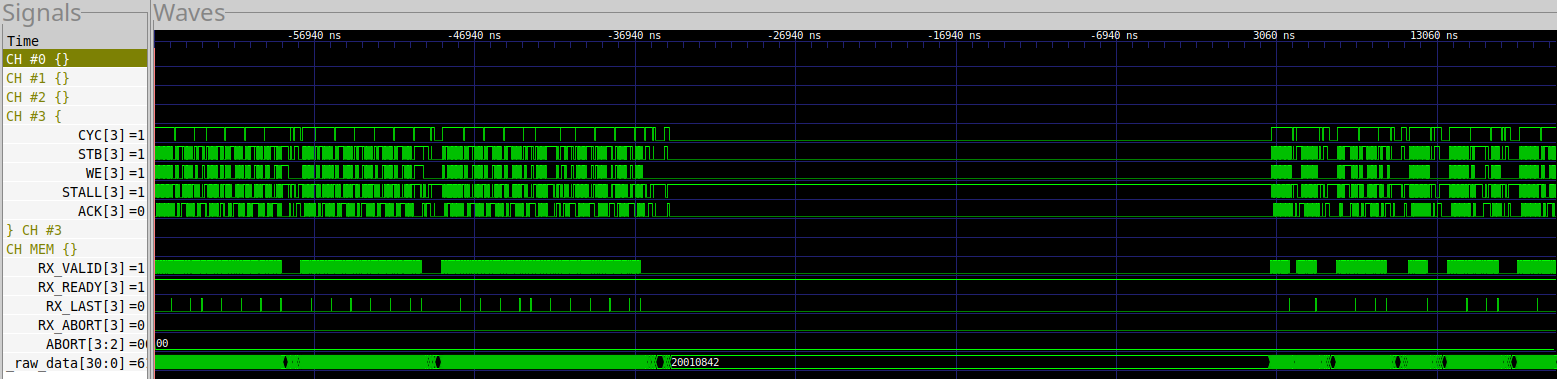 Signals Waves
Time -56940 ns -46940 ns -36940 ns -26940 ns -16940 ns -6940 ns 3060 ns 13060 ns
CH #0 {}
CH #1 {}
CH #2 {}
CH #3 {
CYC[3]=1
STB[3]=1
WE[3]=1
STALL[3]=1
ACK[3]=0
} CH #3
CH MEM {}
RX_VALID[3]=1
RX_READY[3]=1
RX_LAST[3]=0
RX_ABORT[3]=0
ABORT[3:2]=00 00
_raw_data[30:0]=6 20010842